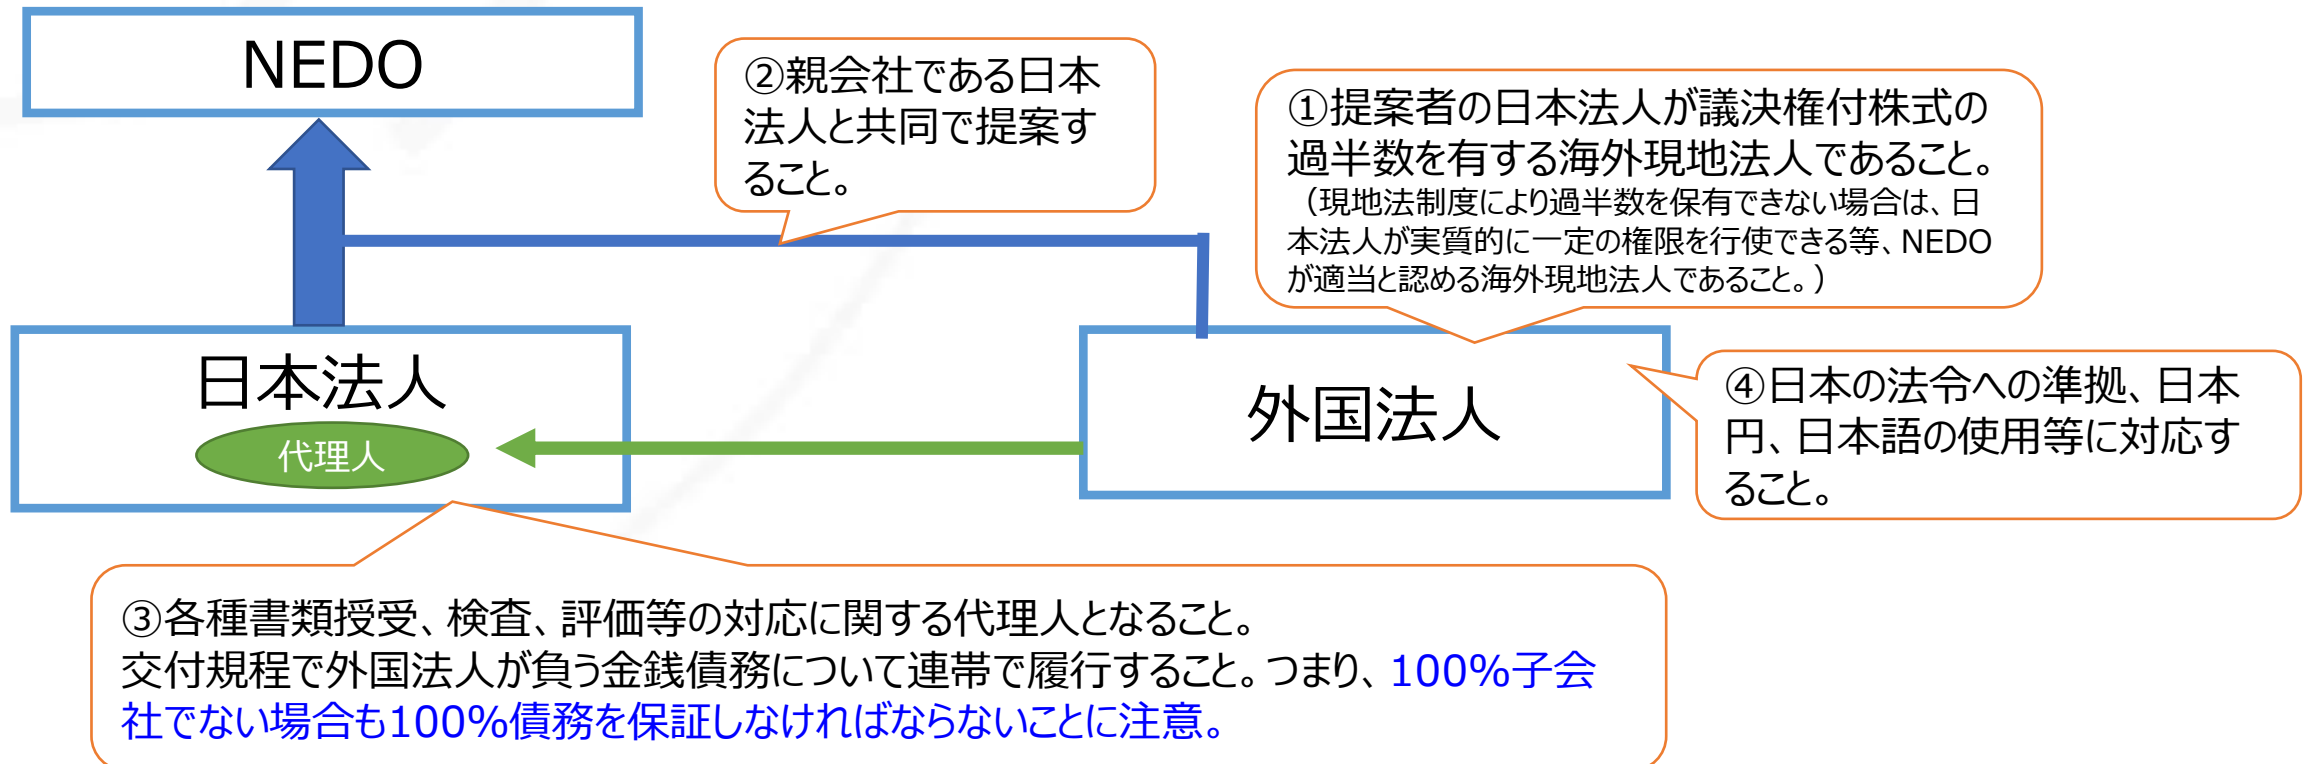 NEDO
②親会社である日本
法人と共同で提案す
ること。
①提案者の日本法人が議決権付株式の
過半数を有する海外現地法人であること。
（現地法制度により過半数を保有できない場合は、日
本法人が実質的に一定の権限を行使できる等、NEDO
が適当と認める海外現地法人であること。）
日本法人
代理人
外国法人
④日本の法令への準拠、日本
円、日本語の使用等に対応す
ること。
③各種書類授受、検査、評価等の対応に関する代理人となること。
交付規程で外国法人が負う金銭債務について連帯で履行すること。つまり、100%子会
社でない場合も100%債務を保証しなければならないことに注意。